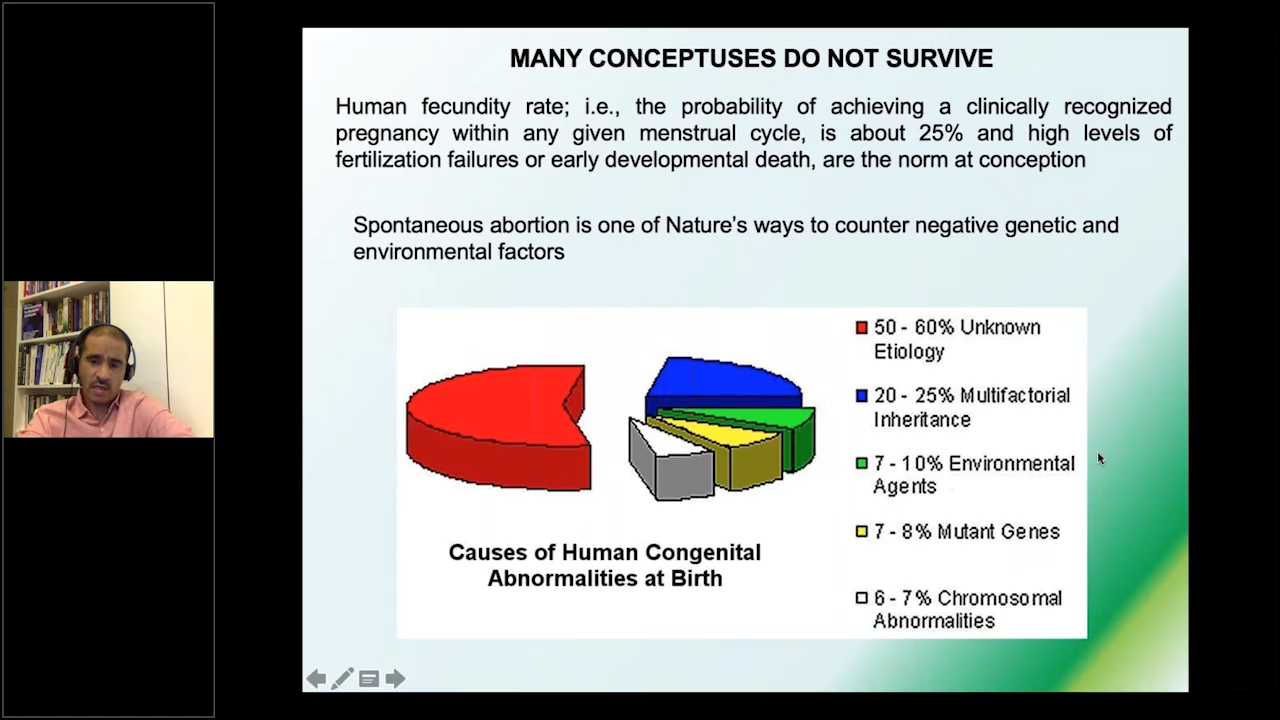 MANY CONCEPTUSES DO NOT SURVIVE
Human fecundity rate; i.e., the probability of achieving a clinically recognized
pregnancy within any given menstrual cycle, is about 25% and high levels of
fertilization failures or early developmental death, are the norm at conception
Spontaneous abortion is one of Nature's ways to counter negative genetic and
environmental factors
50 - 60% Unknown
Etiology
20 - 25% Multifactorial
Inheritance
7 - 10% Environmental
Agents
7 - 8% Mutant Genes
6 - 7% Chromosomal
Abnormalities
Causes of Human Congenital
Abnormalities at Birth